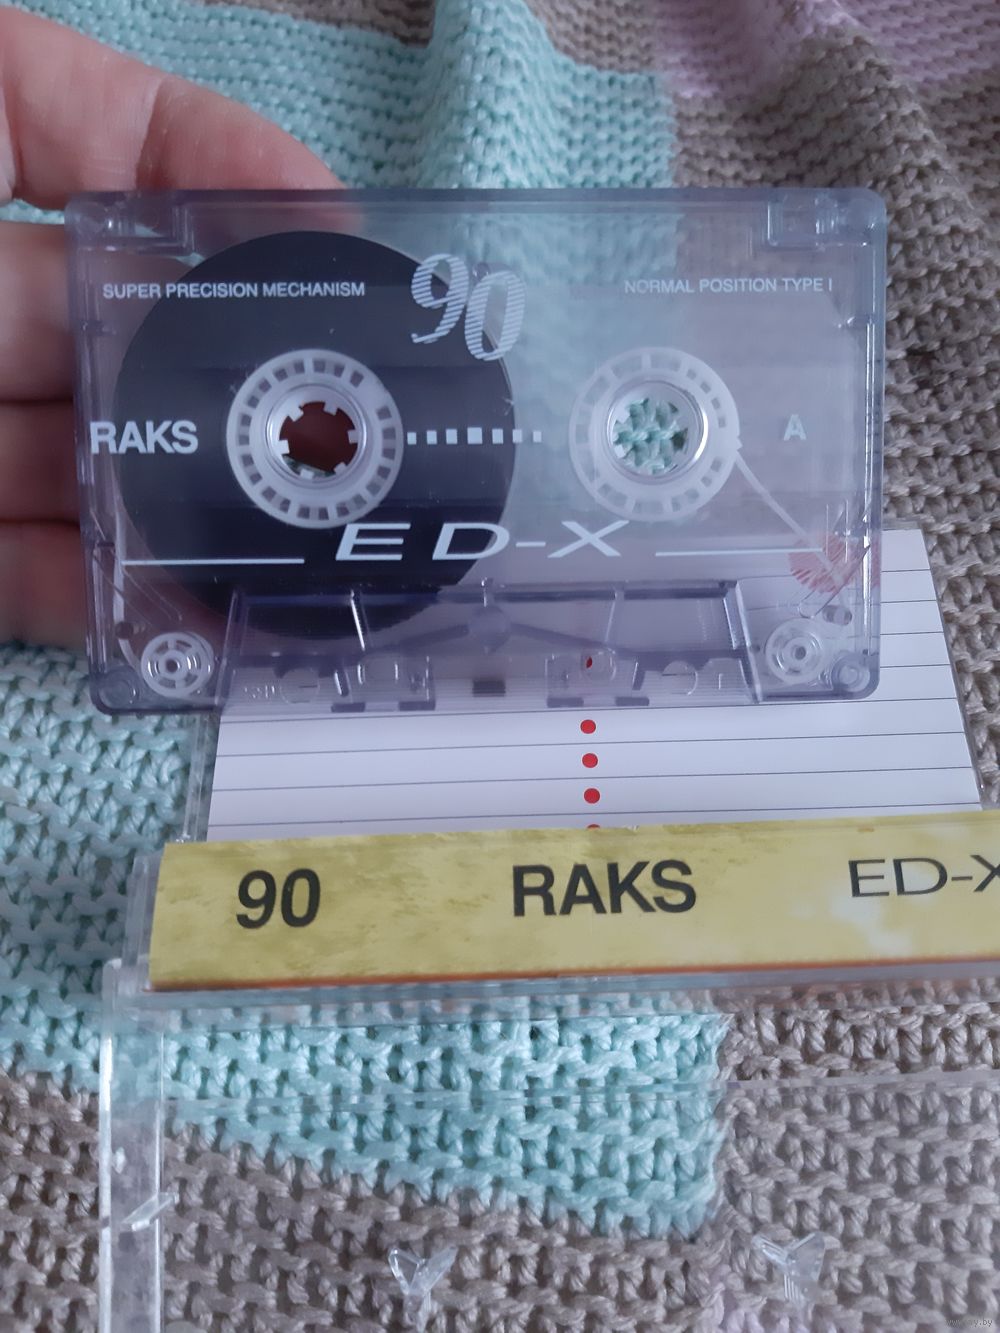 SUPER PRECISION MECHANISM
90
NORMAL POSITION TYPE I
RAKS
A
ED-X
90 RAKS ED-X